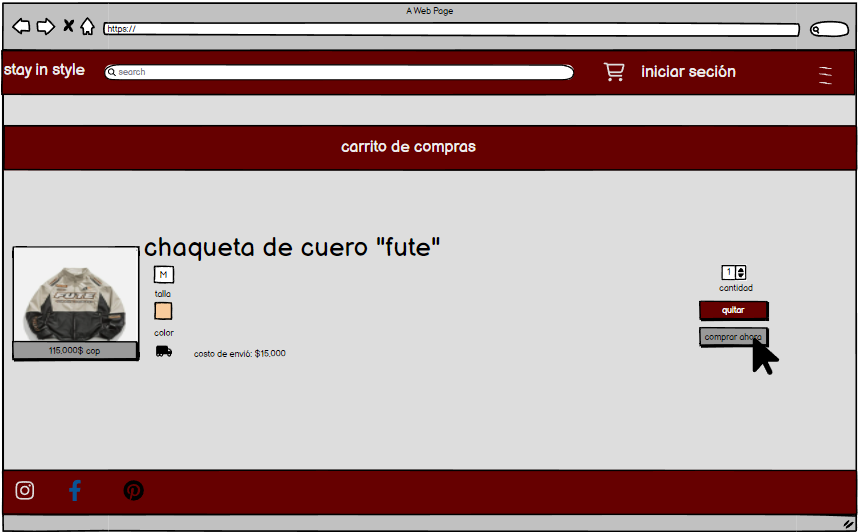 A Web Page
https://
stay in style
search
iniciar seción
carrito de compras
chaqueta de cuero "fute"
FUTE
M
talla
color
115,000$ cop
costo de envió: $15,000
1
cantidad
quitar
comprar ahora